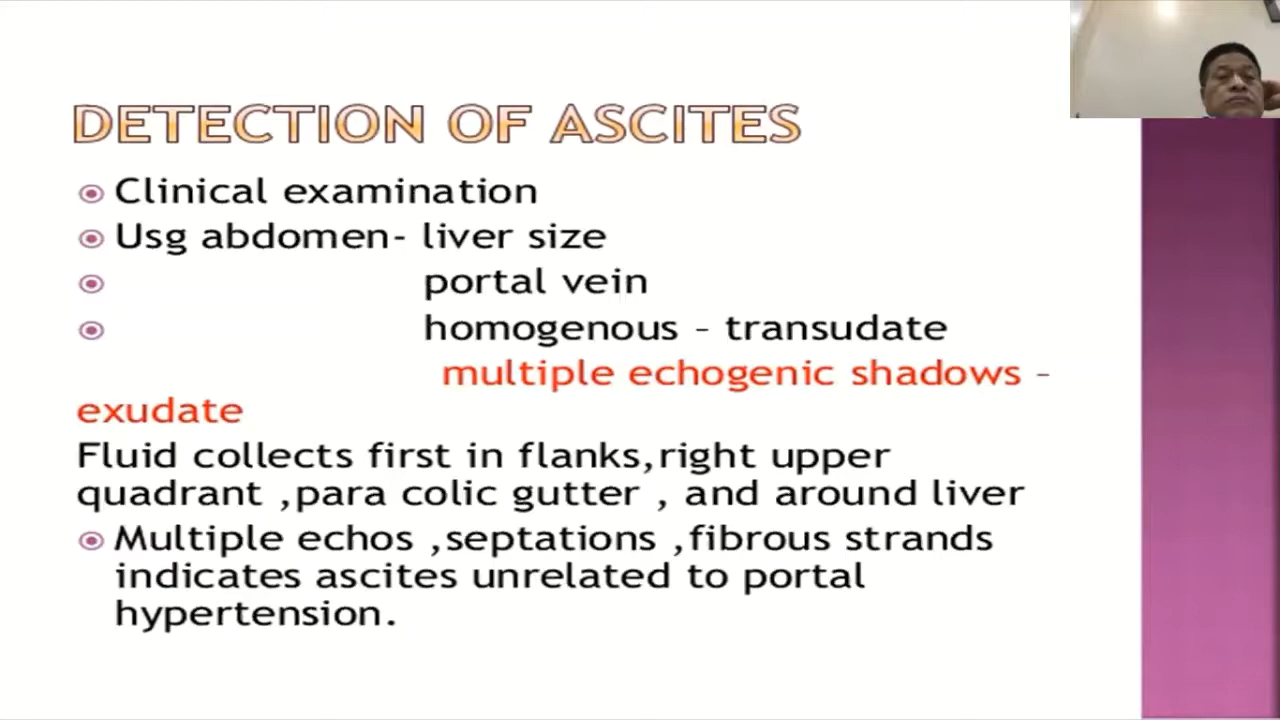 DETECTION OF ASCITES
Clinical examination
Usg abdomen- liver size
portal vein
homogenous – transudate
multiple echogenic shadows –
exudate
Fluid collects first in flanks,right upper
quadrant ,para colic gutter , and around liver
Multiple echos ,septations ,fibrous strands
indicates ascites unrelated to portal
hypertension.